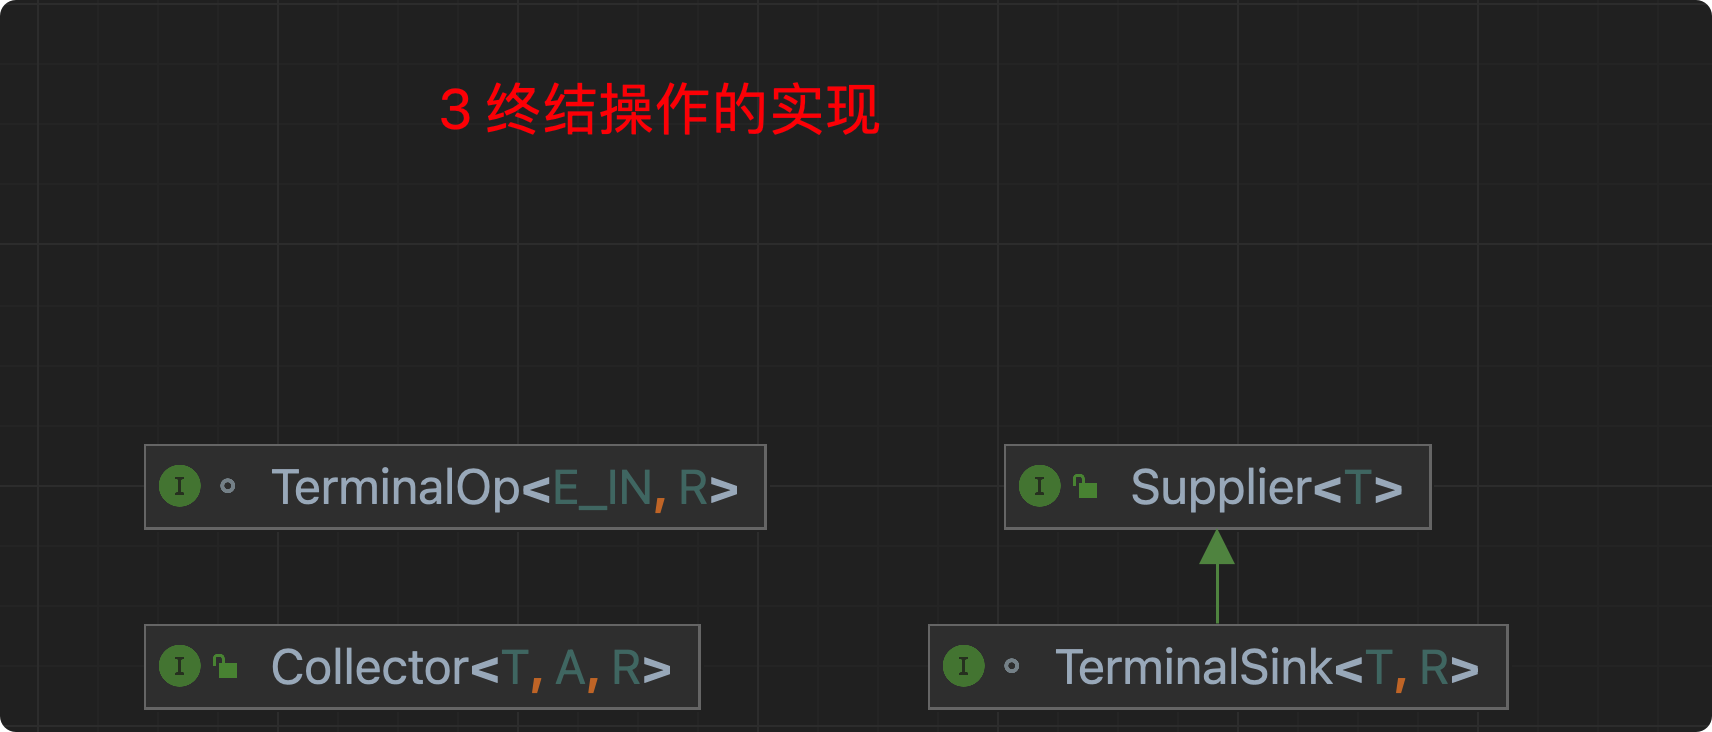 3 终结操作的实现
I TerminalOp<E_IN, R>
I Supplier<T>
I Collector<T, A, R>
I TerminalSink<T, R>